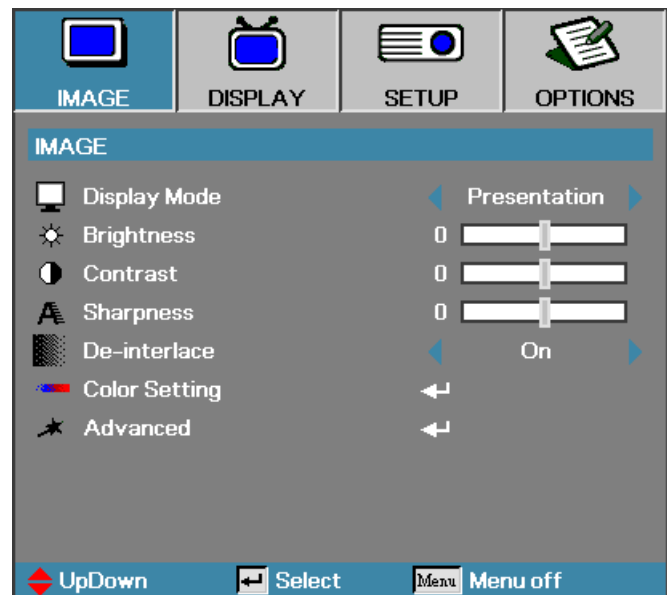 IMAGE DISPLAY SETUP OPTIONS
IMAGE
Display Mode Presentation
Brightness 0
Contrast 0
Sharpness 0
De-interlace On
Color Setting
Advanced
UpDown Select Menu Menu off